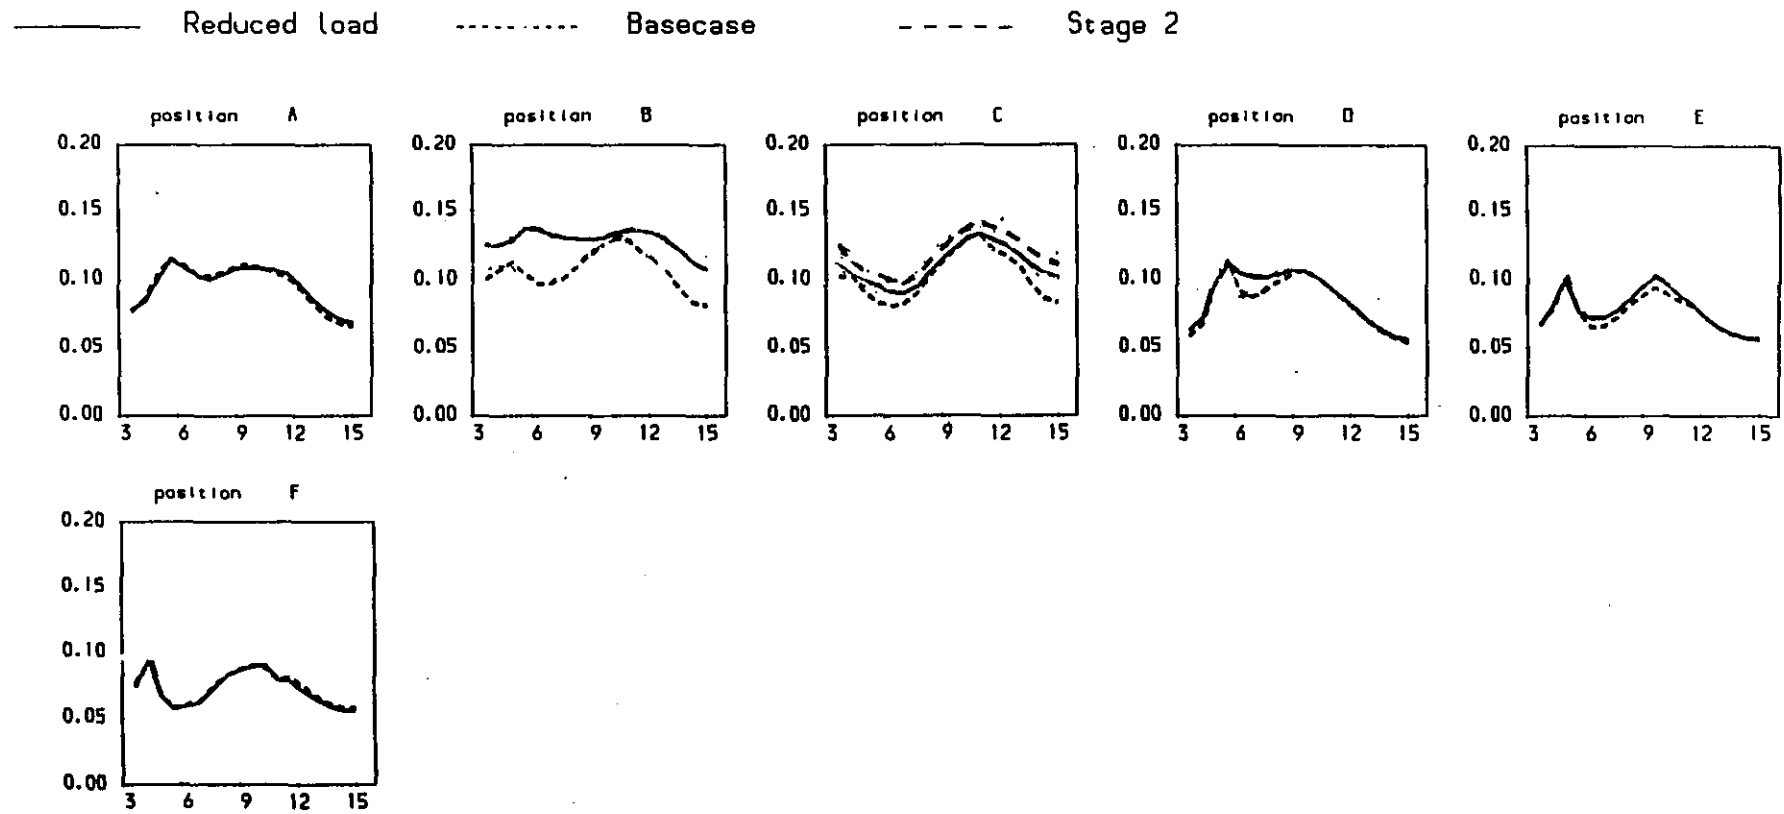 Reduced load Basecase Stage 2
position A position B position C position D position E
0.20 0.20 0.20 0.20 0.20
0.15 0.15 0.15 0.15 0.15
0.10 0.10 0.10 0.10 0.10
0.05 0.05 0.05 0.05 0.05
0.00 0.00 0.00 0.00 0.00
3 6 9 12 15 3 6 9 12 15 3 6 9 12 15 3 6 9 12 15 3 6 9 12 15
position F
0.20
0.15
0.10
0.05
0.00
3 6 9 12 15